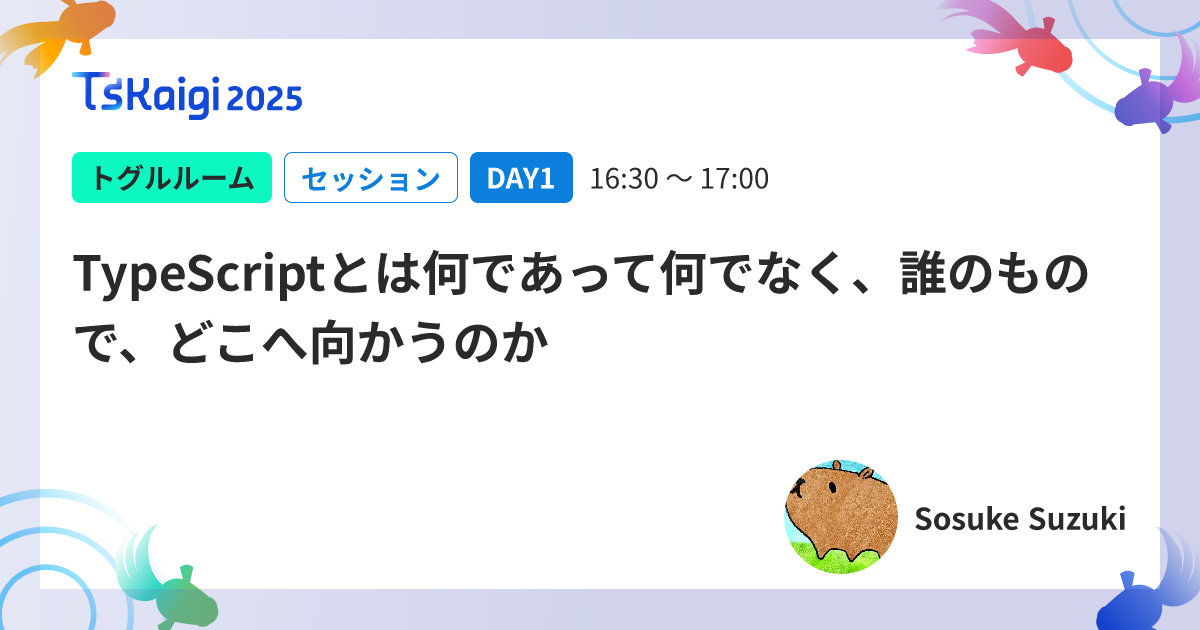 TSKaigi 2025
トグルルーム セッション DAY1 16:30 〜 17:00
TypeScriptとは何であって何でなく、誰のもの
で、どこへ向かうのか
Sosuke Suzuki